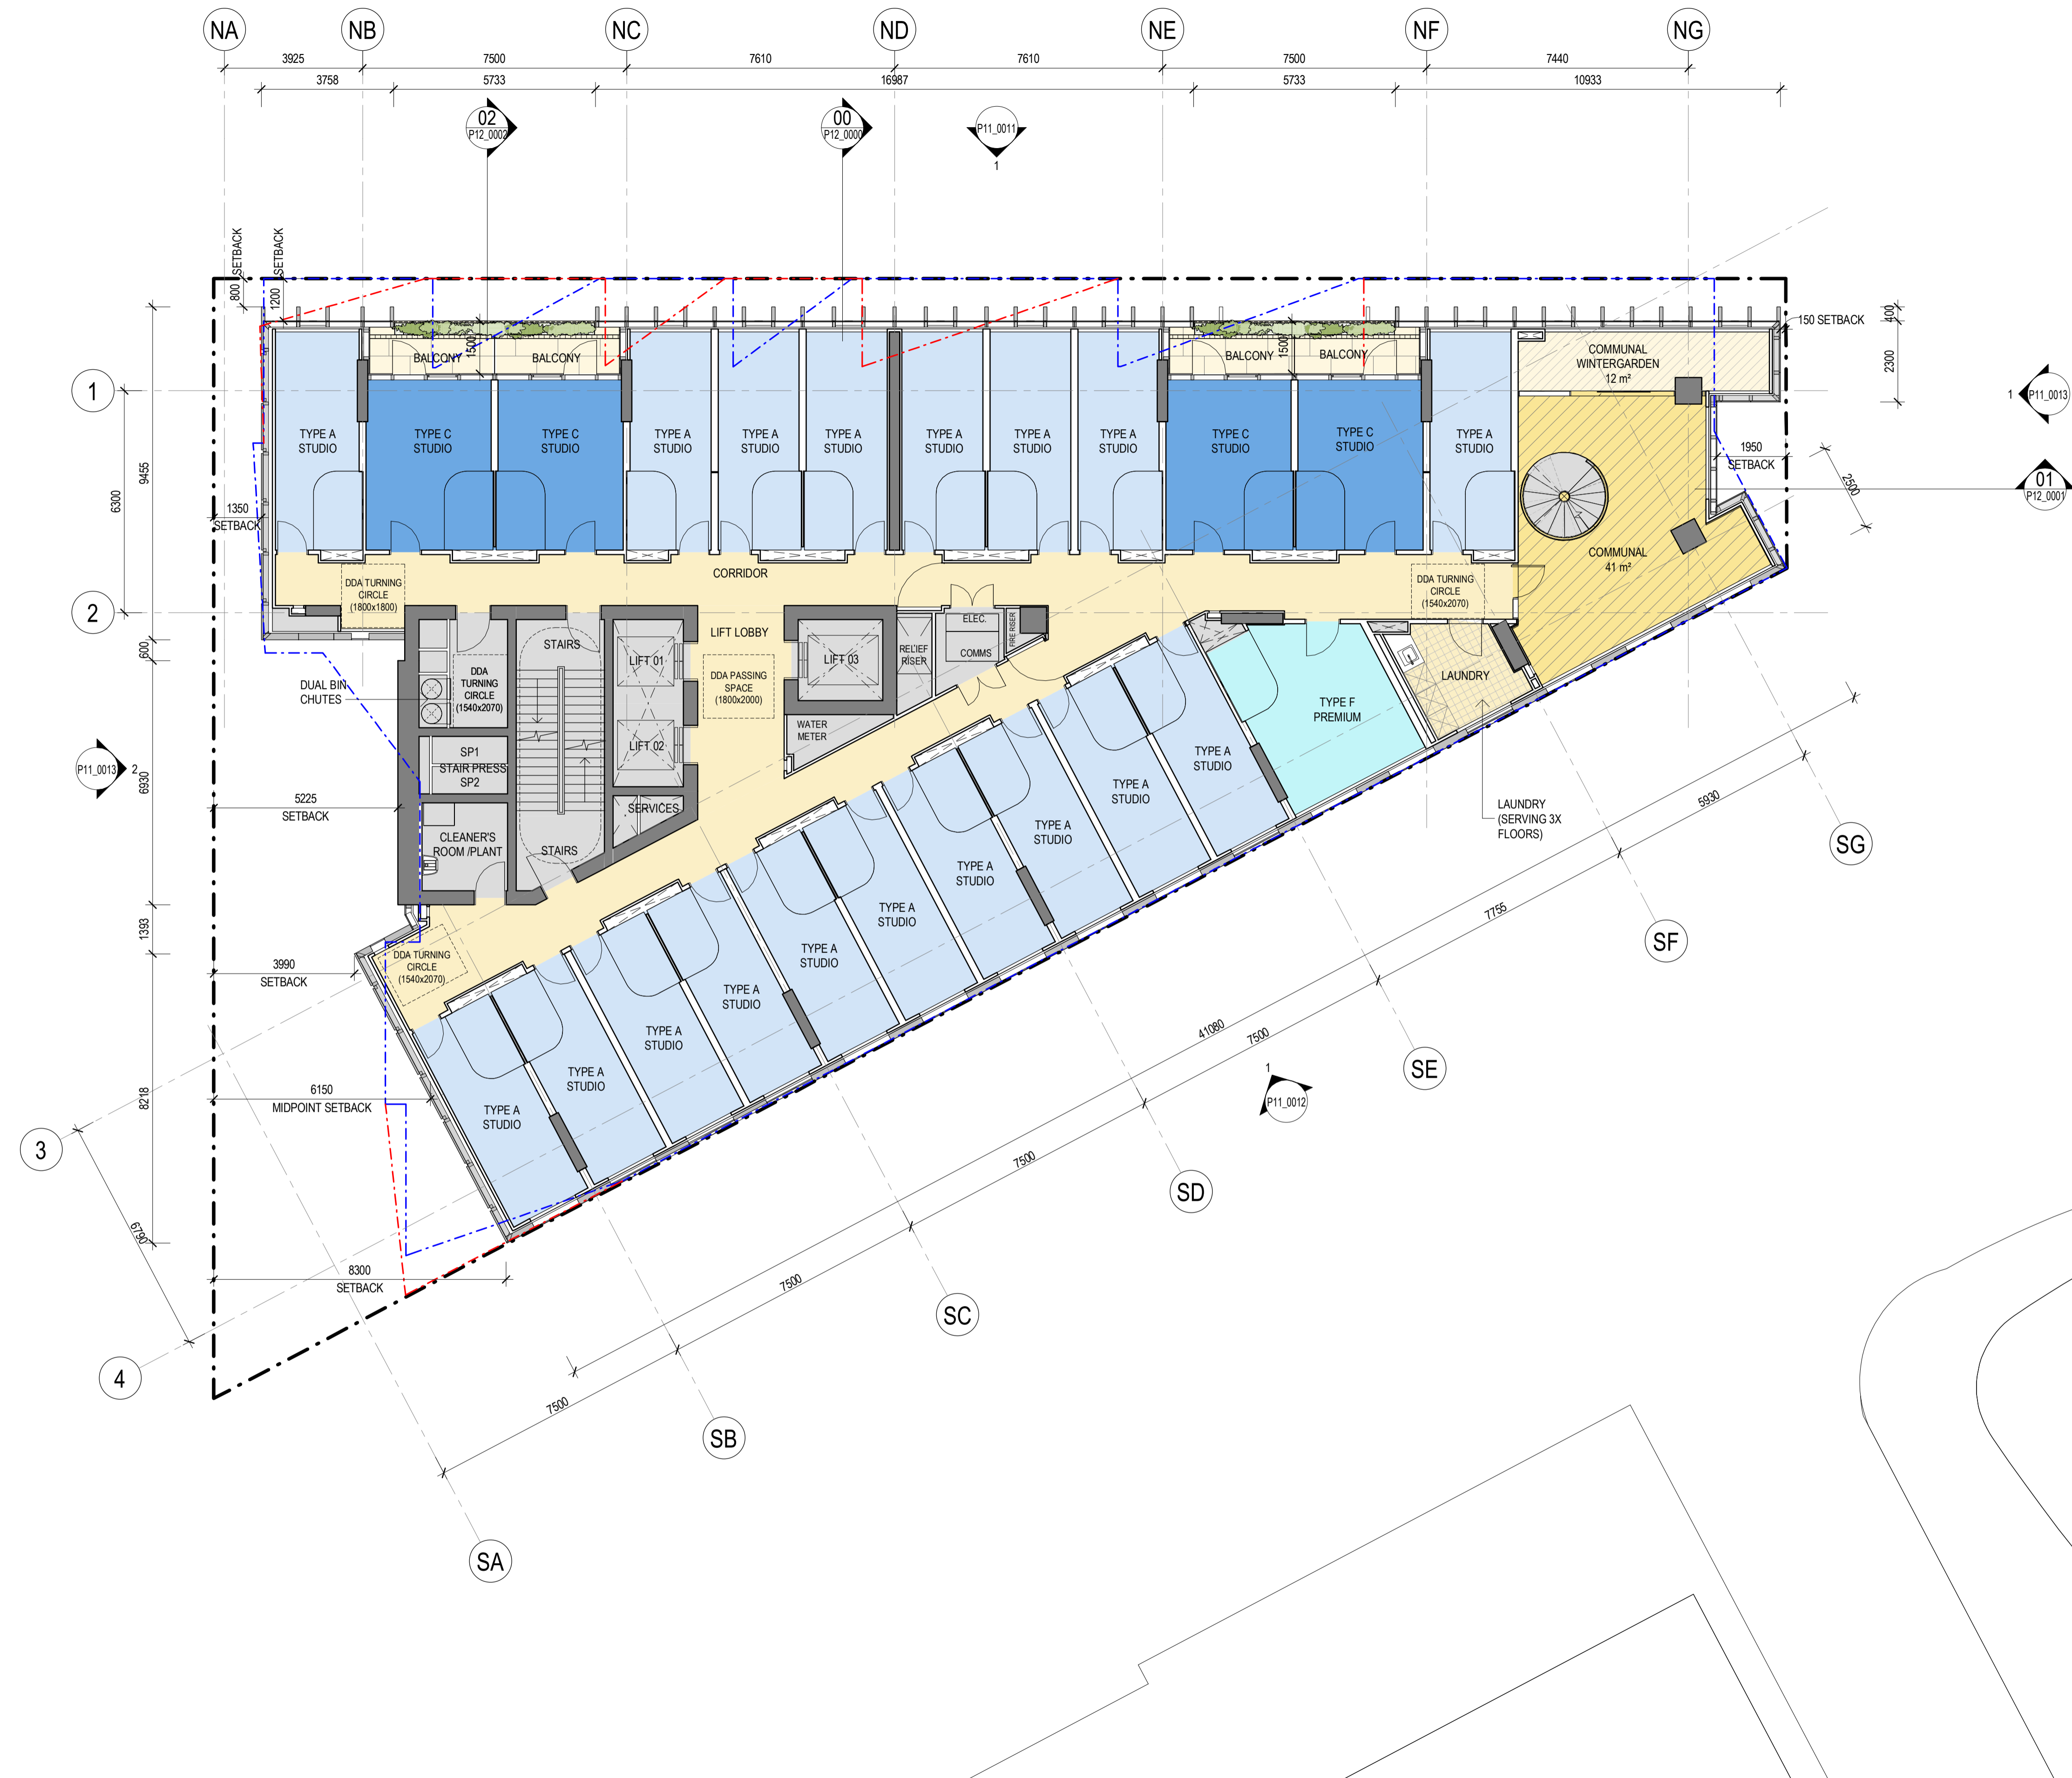 NA
NB
NC
ND
NE
NF
NG
3925
7500
7610
7610
7500
7440
3758
5733
16987
5733
10933
02
P12_0002
00
P12_0000
P11_0011
1
SETBACK
800
SETBACK
1200
400
150 SETBACK
2300
BALCONY
1500
BALCONY
BALCONY
1500
BALCONY
COMMUNAL
WINTERGARDEN
12 m²
1
1
P11_0013
9455
6300
TYPE A
STUDIO
TYPE C
STUDIO
TYPE C
STUDIO
TYPE A
STUDIO
TYPE A
STUDIO
TYPE A
STUDIO
TYPE A
STUDIO
TYPE A
STUDIO
TYPE A
STUDIO
TYPE C
STUDIO
TYPE C
STUDIO
TYPE A
STUDIO
1950
SETBACK
2500
01
P12_0001
1350
SETBACK
COMMUNAL
41 m²
CORRIDOR
DDA TURNING
CIRCLE
(1800x1800)
DDA TURNING
CIRCLE
(1540x2070)
2
600
LIFT LOBBY
STAIRS
LIFT 01
LIFT 03
RELIEF
RISER
ELEC.
COMMS
FIRE RISER
DDA
TURNING
CIRCLE
(1540x2070)
DDA PASSING
SPACE
(1800x2000)
DUAL BIN
CHUTES
WATER
METER
LIFT 02
SP1
STAIR PRESS
SP2
LAUNDRY
TYPE F
PREMIUM
P11_0013
2
6930
5225
SETBACK
SERVICES
CLEANER'S
ROOM /PLANT
STAIRS
LAUNDRY
(SERVING 3X
FLOORS)
TYPE A
STUDIO
TYPE A
STUDIO
TYPE A
STUDIO
TYPE A
STUDIO
TYPE A
STUDIO
TYPE A
STUDIO
TYPE A
STUDIO
TYPE A
STUDIO
TYPE A
STUDIO
TYPE A
STUDIO
1393
3990
SETBACK
DDA TURNING
CIRCLE
(1540x2070)
8218
6150
MIDPOINT SETBACK
8300
SETBACK
3
6790
4
5930
7755
41080
7500
7500
7500
7500
1
P11_0012
SG
SF
SE
SD
SC
SB
SA